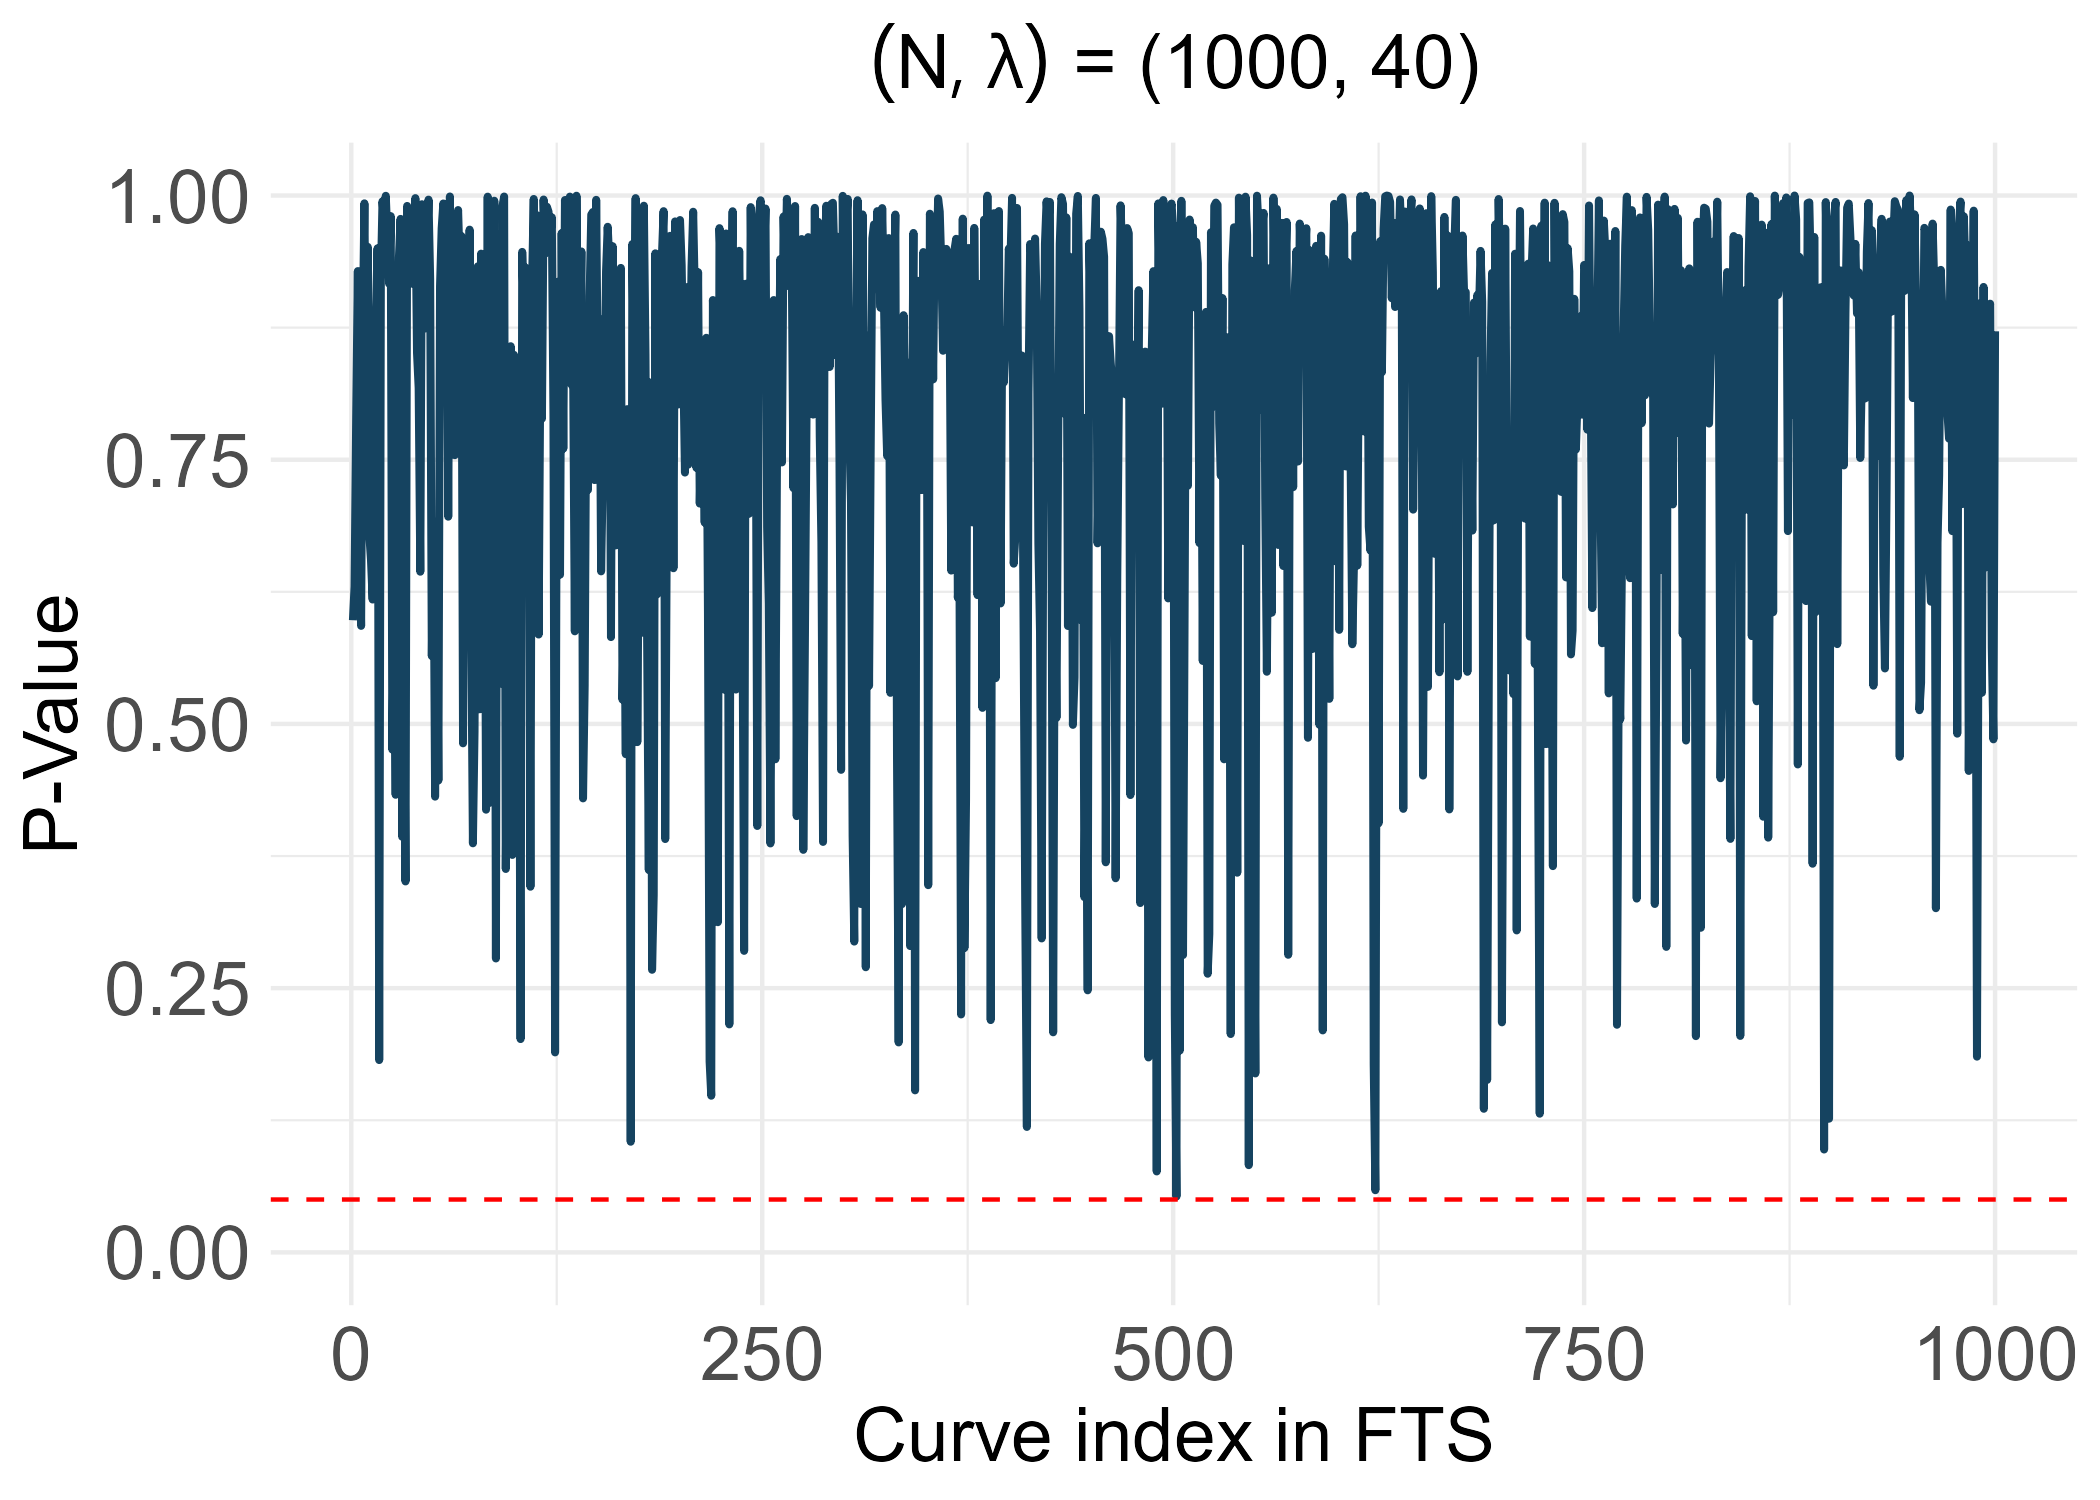 (N, λ) = (1000, 40)
1.00
0.75
0.50
0.25
0.00
P-Value
0 250 500 750 1000
Curve index in FTS